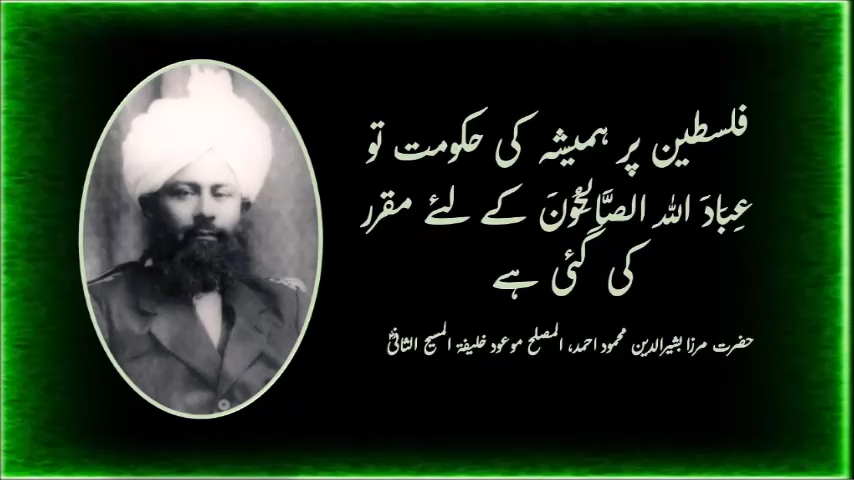 فلسطین پر ہمیشہ کی حکومت تو
عِبَادَ اللہ الصَّالِحُوْنَ کے لئے مقرر
کی گئی ہے
حضرت مرزا بشیرالدین محمود احمد، المصلح موعود خلیفۃ المسیح الثانیؓ